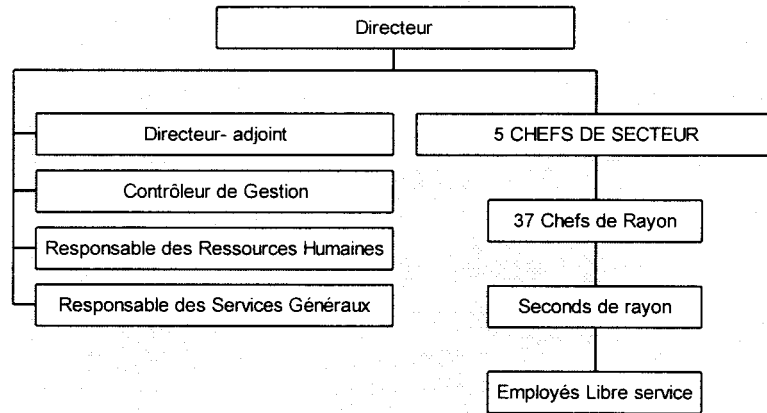 Directeur
Directeur- adjoint
Contrôleur de Gestion
Responsable des Ressources Humaines
Responsable des Services Généraux
5 CHEFS DE SECTEUR
37 Chefs de Rayon
Seconds de rayon
Employés Libre service